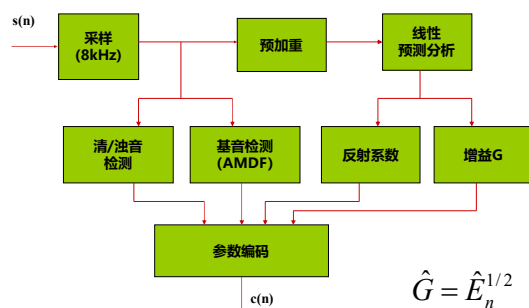 s(n)
采样
(8kHz)
预加重
线性
预测分析
清/浊音
检测
基音检测
(AMDF)
反射系数
增益G
参数编码
c(n)
Ĝ = Ê_n^{1/2}